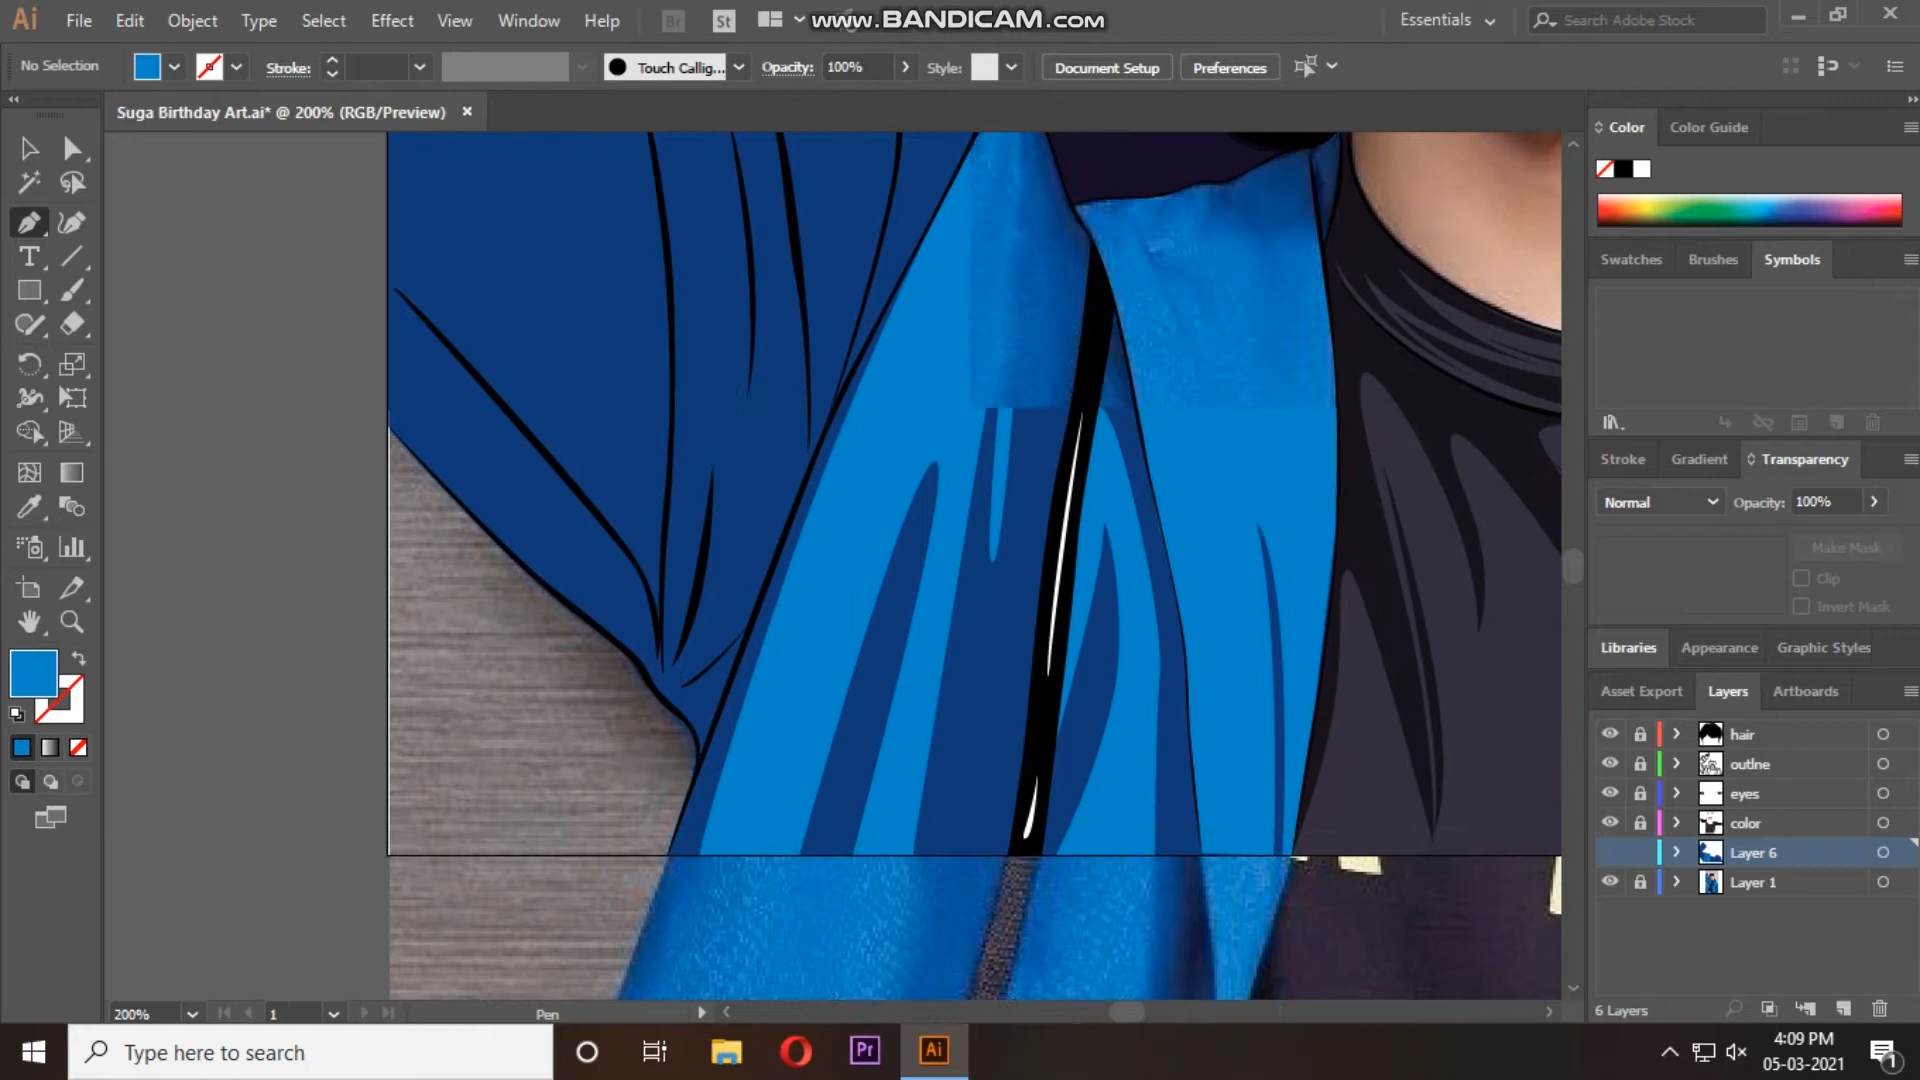 Ai File Edit Object Type Select Effect View Window Help Br St www.BANDICAM.com Essentials Search Adobe Stock
No Selection Stroke: Touch Callig... Opacity: 100% Style: Document Setup Preferences
Suga Birthday Art.ai* @ 200% (RGB/Preview) ×
Color Color Guide
Swatches Brushes Symbols
Stroke Gradient Transparency
Normal Opacity: 100%
Make Mask
Clip
Invert Mask
Libraries Appearance Graphic Styles
Asset Export Layers Artboards
hair
outlne
eyes
color
Layer 6
Layer 1
200% 1 Pen 6 Layers
Type here to search Pr Ai 4:09 PM
05-03-2021 1